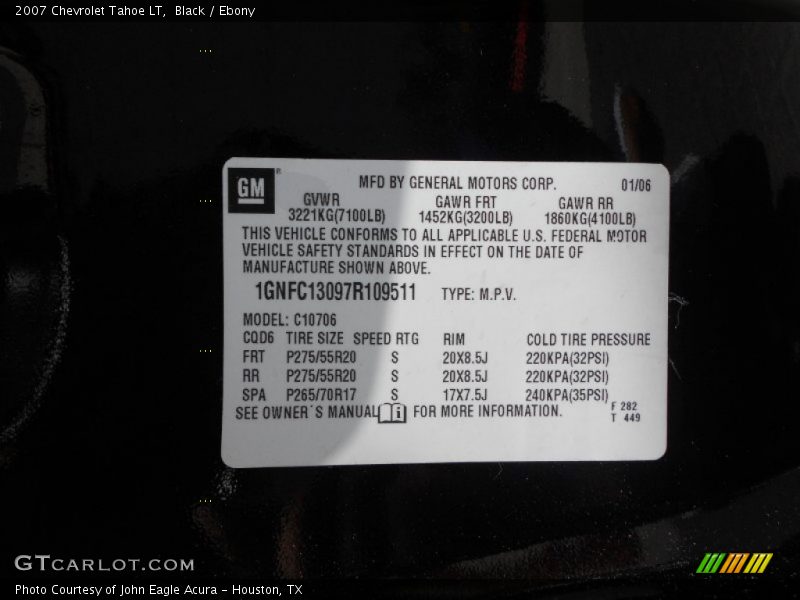 2007 Chevrolet Tahoe LT,  Black / Ebony
GM
MFD BY GENERAL MOTORS CORP. 01/06
GVWR GAWR FRT GAWR RR
3221KG(7100LB) 1452KG(3200LB) 1860KG(4100LB)
THIS VEHICLE CONFORMS TO ALL APPLICABLE U.S. FEDERAL MOTOR
VEHICLE SAFETY STANDARDS IN EFFECT ON THE DATE OF
MANUFACTURE SHOWN ABOVE.
1GNFC13097R109511 TYPE: M.P.V.
MODEL: C10706
CQD6 TIRE SIZE SPEED RTG RIM COLD TIRE PRESSURE
FRT P275/55R20 S 20X8.5J 220KPA(32PSI)
RR P275/55R20 S 20X8.5J 220KPA(32PSI)
SPA P265/70R17 S 17X7.5J 240KPA(35PSI)
SEE OWNER'S MANUAL i FOR MORE INFORMATION.
F 282
T 449
GTCARLOT.COM
Photo Courtesy of John Eagle Acura – Houston, TX